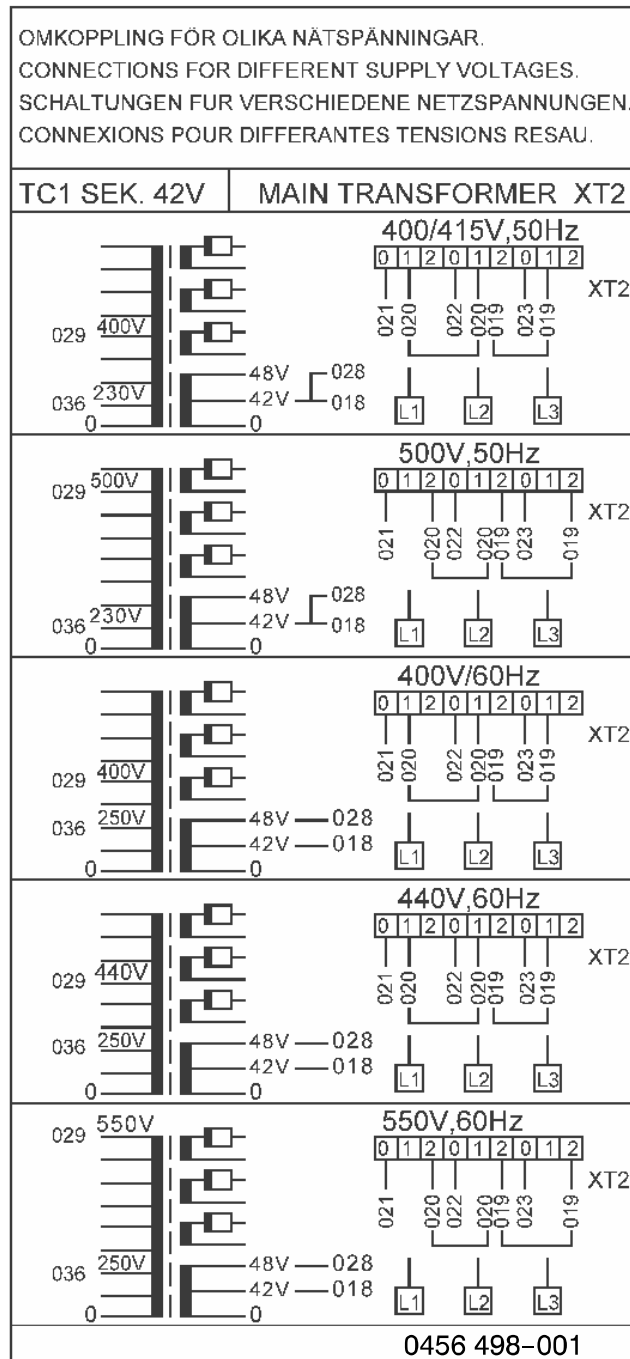 OMKOPPLING FÖR OLIKA NÄTSPÄNNINGAR.
CONNECTIONS FOR DIFFERENT SUPPLY VOLTAGES.
SCHALTUNGEN FUR VERSCHIEDENE NETZSPANNUNGEN.
CONNEXIONS POUR DIFFERANTES TENSIONS RESAU.
TC1 SEK. 42V MAIN TRANSFORMER XT2
400/415V,50Hz
0 1 2 0 1 2 0 1 2
XT2
021 020 022 020 019 023 019
029 400V
48V 028
036 230V
42V 018
0 0
L1 L2 L3
500V,50Hz
0 1 2 0 1 2 0 1 2
029 500V
XT2
021 020 022 020 019 023 019
48V 028
036 230V
42V 018
0 0
L1 L2 L3
400V/60Hz
0 1 2 0 1 2 0 1 2
XT2
021 020 022 020 019 023 019
029 400V
036 250V
48V 028
42V 018
0 0
L1 L2 L3
440V,60Hz
0 1 2 0 1 2 0 1 2
XT2
029 440V
021 020 022 020 019 023 019
036 250V
48V 028
42V 018
0 0
L1 L2 L3
029 550V
550V,60Hz
0 1 2 0 1 2 0 1 2
XT2
021 020 022 020 019 023 019
036 250V
48V 028
42V 018
0 0
L1 L2 L3
0456 498-001